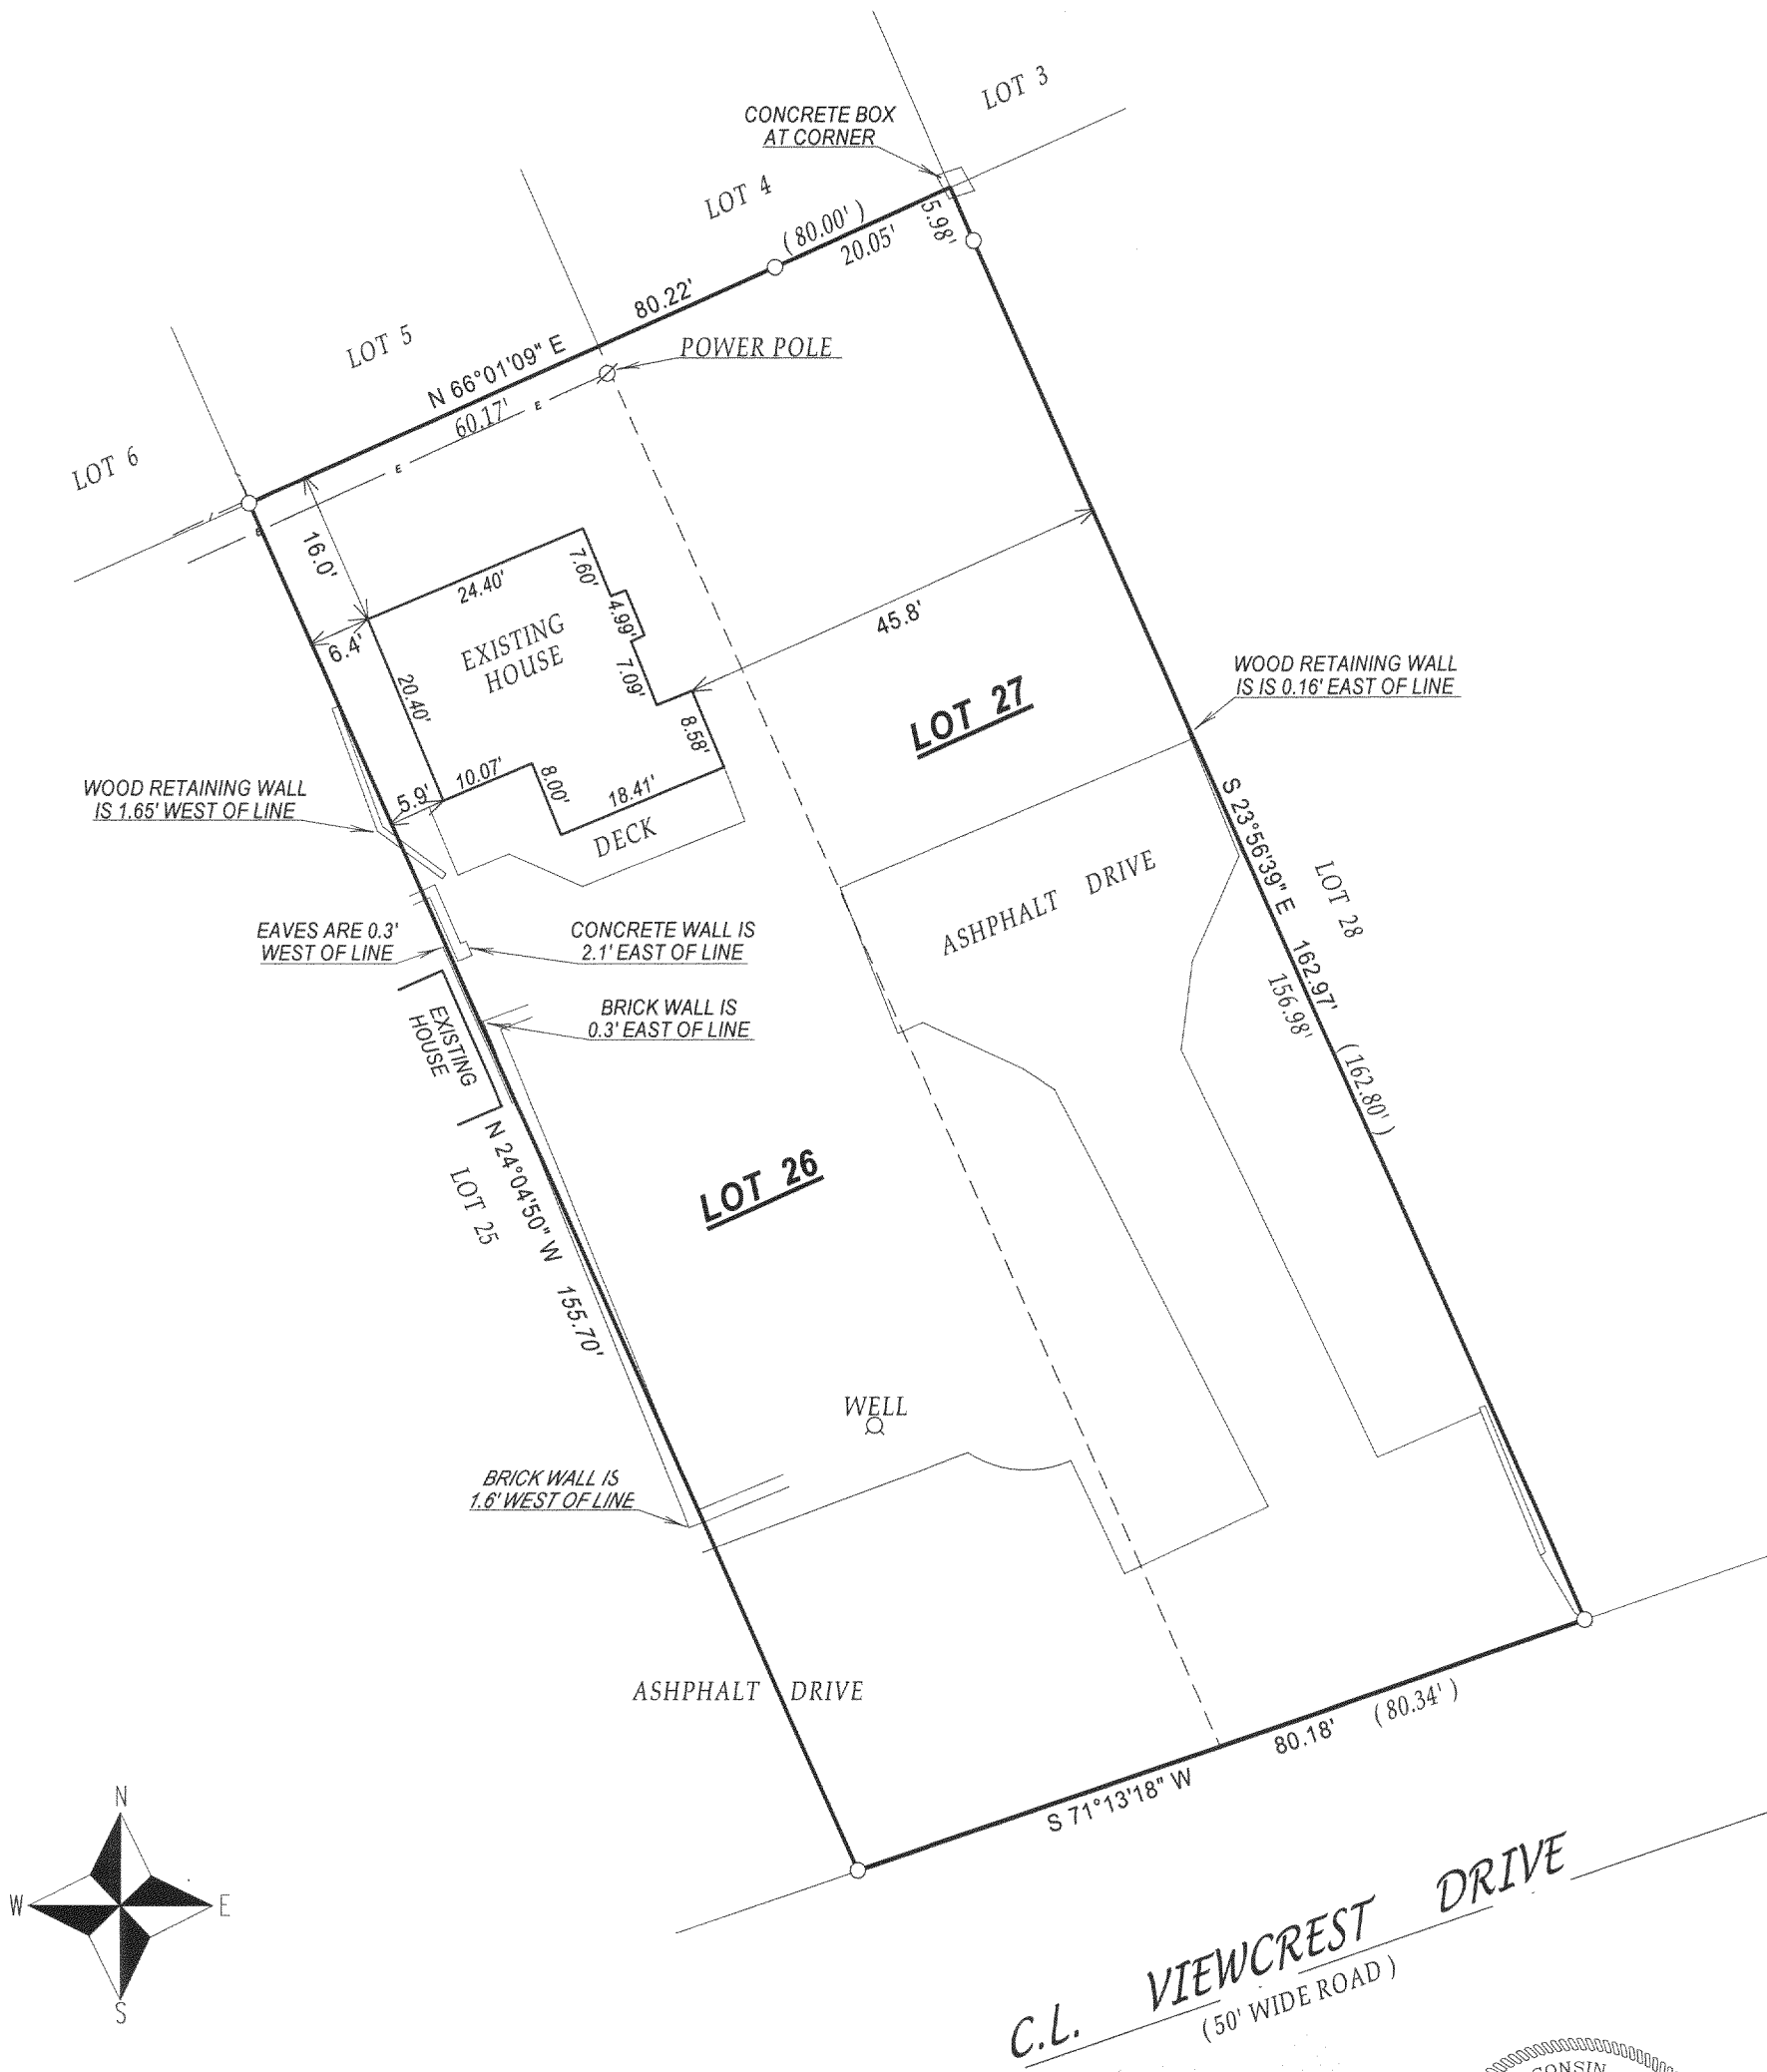 LOT 3
CONCRETE BOX
AT CORNER
LOT 4
( 80.00' )
20.05'
5.98'
80.22'
LOT 5
N 66°01'09" E
POWER POLE
60.17'
E
E
E
LOT 6
16.0'
24.40'
7.60'
4.99'
EXISTING
HOUSE
6.4'
7.09'
45.8'
20.40'
8.58'
LOT 27
WOOD RETAINING WALL
IS IS 0.16' EAST OF LINE
WOOD RETAINING WALL
IS 1.65' WEST OF LINE
5.9'
10.07'
8.00'
18.41'
DECK
S 23°56'39" E 162.97'
( 162.80' )
156.98'
LOT 28
ASHPHALT DRIVE
EAVES ARE 0.3'
WEST OF LINE
CONCRETE WALL IS
2.1' EAST OF LINE
BRICK WALL IS
0.3' EAST OF LINE
EXISTING
HOUSE
N 24°04'50" W 155.70'
LOT 25
LOT 26
WELL
BRICK WALL IS
1.6' WEST OF LINE
ASHPHALT DRIVE
80.18'
( 80.34' )
S 71°13'18" W
N
W
E
S
C.L. VIEWCREST DRIVE
( 50' WIDE ROAD )